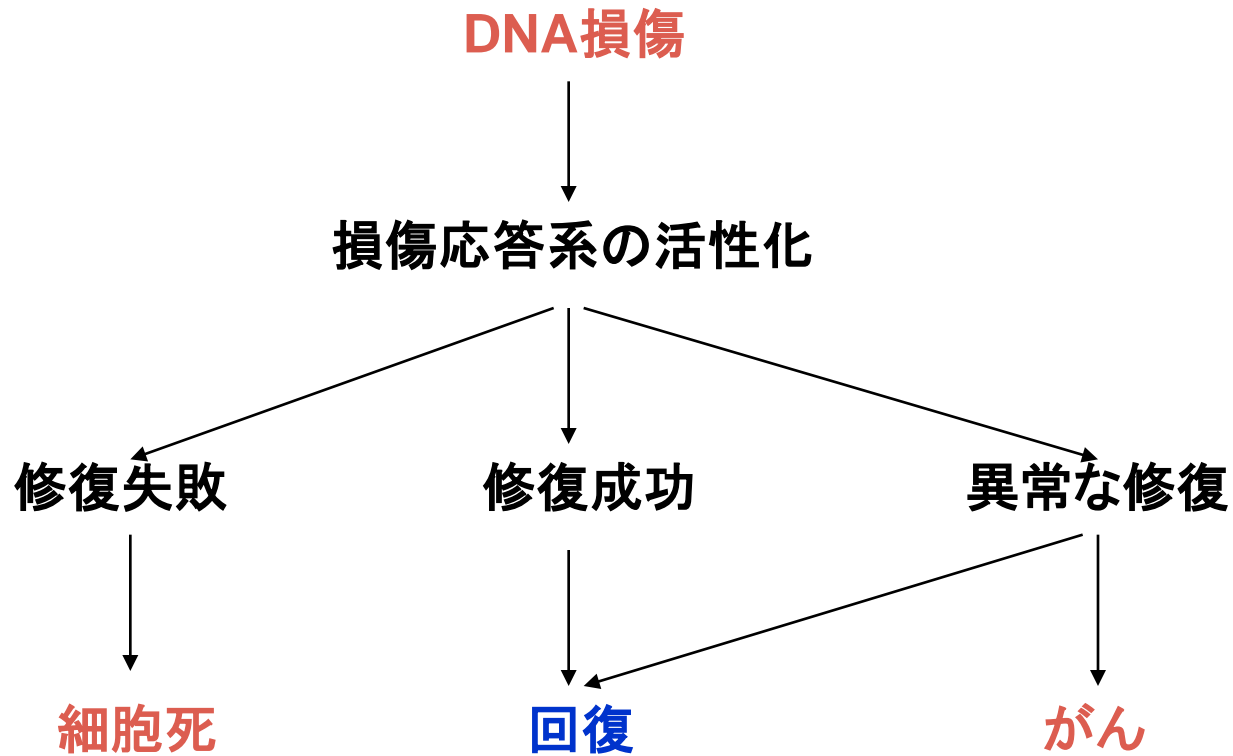 DNA損傷
損傷応答系の活性化
修復失敗
修復成功
異常な修復
細胞死
回復
がん